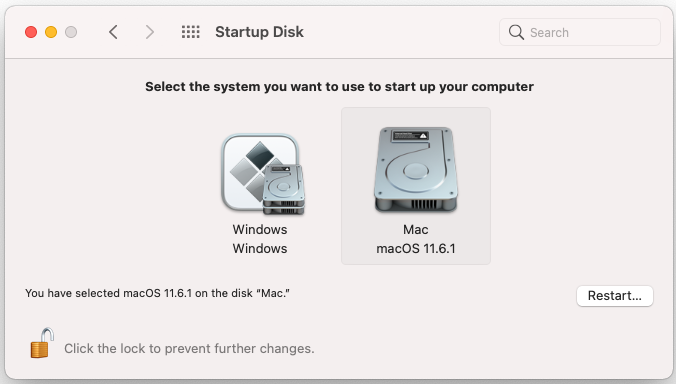 Startup Disk
Search
Select the system you want to use to start up your computer
Windows
Windows
Mac
macOS 11.6.1
You have selected macOS 11.6.1 on the disk “Mac.”
Restart...
Click the lock to prevent further changes.